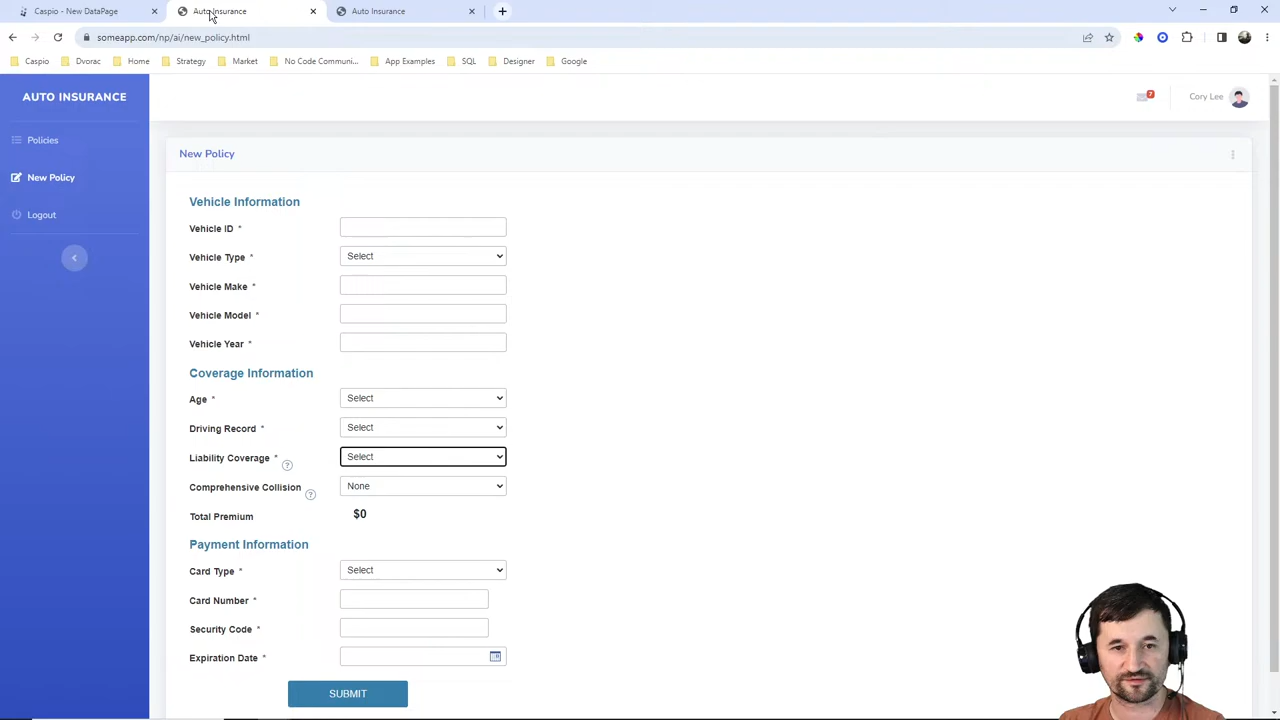 Caspio - New DataPage
Auto Insurance
Auto Insurance
someapp.com/np/ai/new_policy.html
Caspio
Dvorac
Home
Strategy
Market
No Code Communi...
App Examples
SQL
Designer
Google
AUTO INSURANCE
7
Cory Lee
Policies
New Policy
Logout
New Policy
Vehicle Information
Vehicle ID *
Vehicle Type * Select
Vehicle Make *
Vehicle Model *
Vehicle Year *
Coverage Information
Age * Select
Driving Record * Select
Liability Coverage * ? Select
Comprehensive Collision ? None
Total Premium $0
Payment Information
Card Type * Select
Card Number *
Security Code *
Expiration Date *
SUBMIT